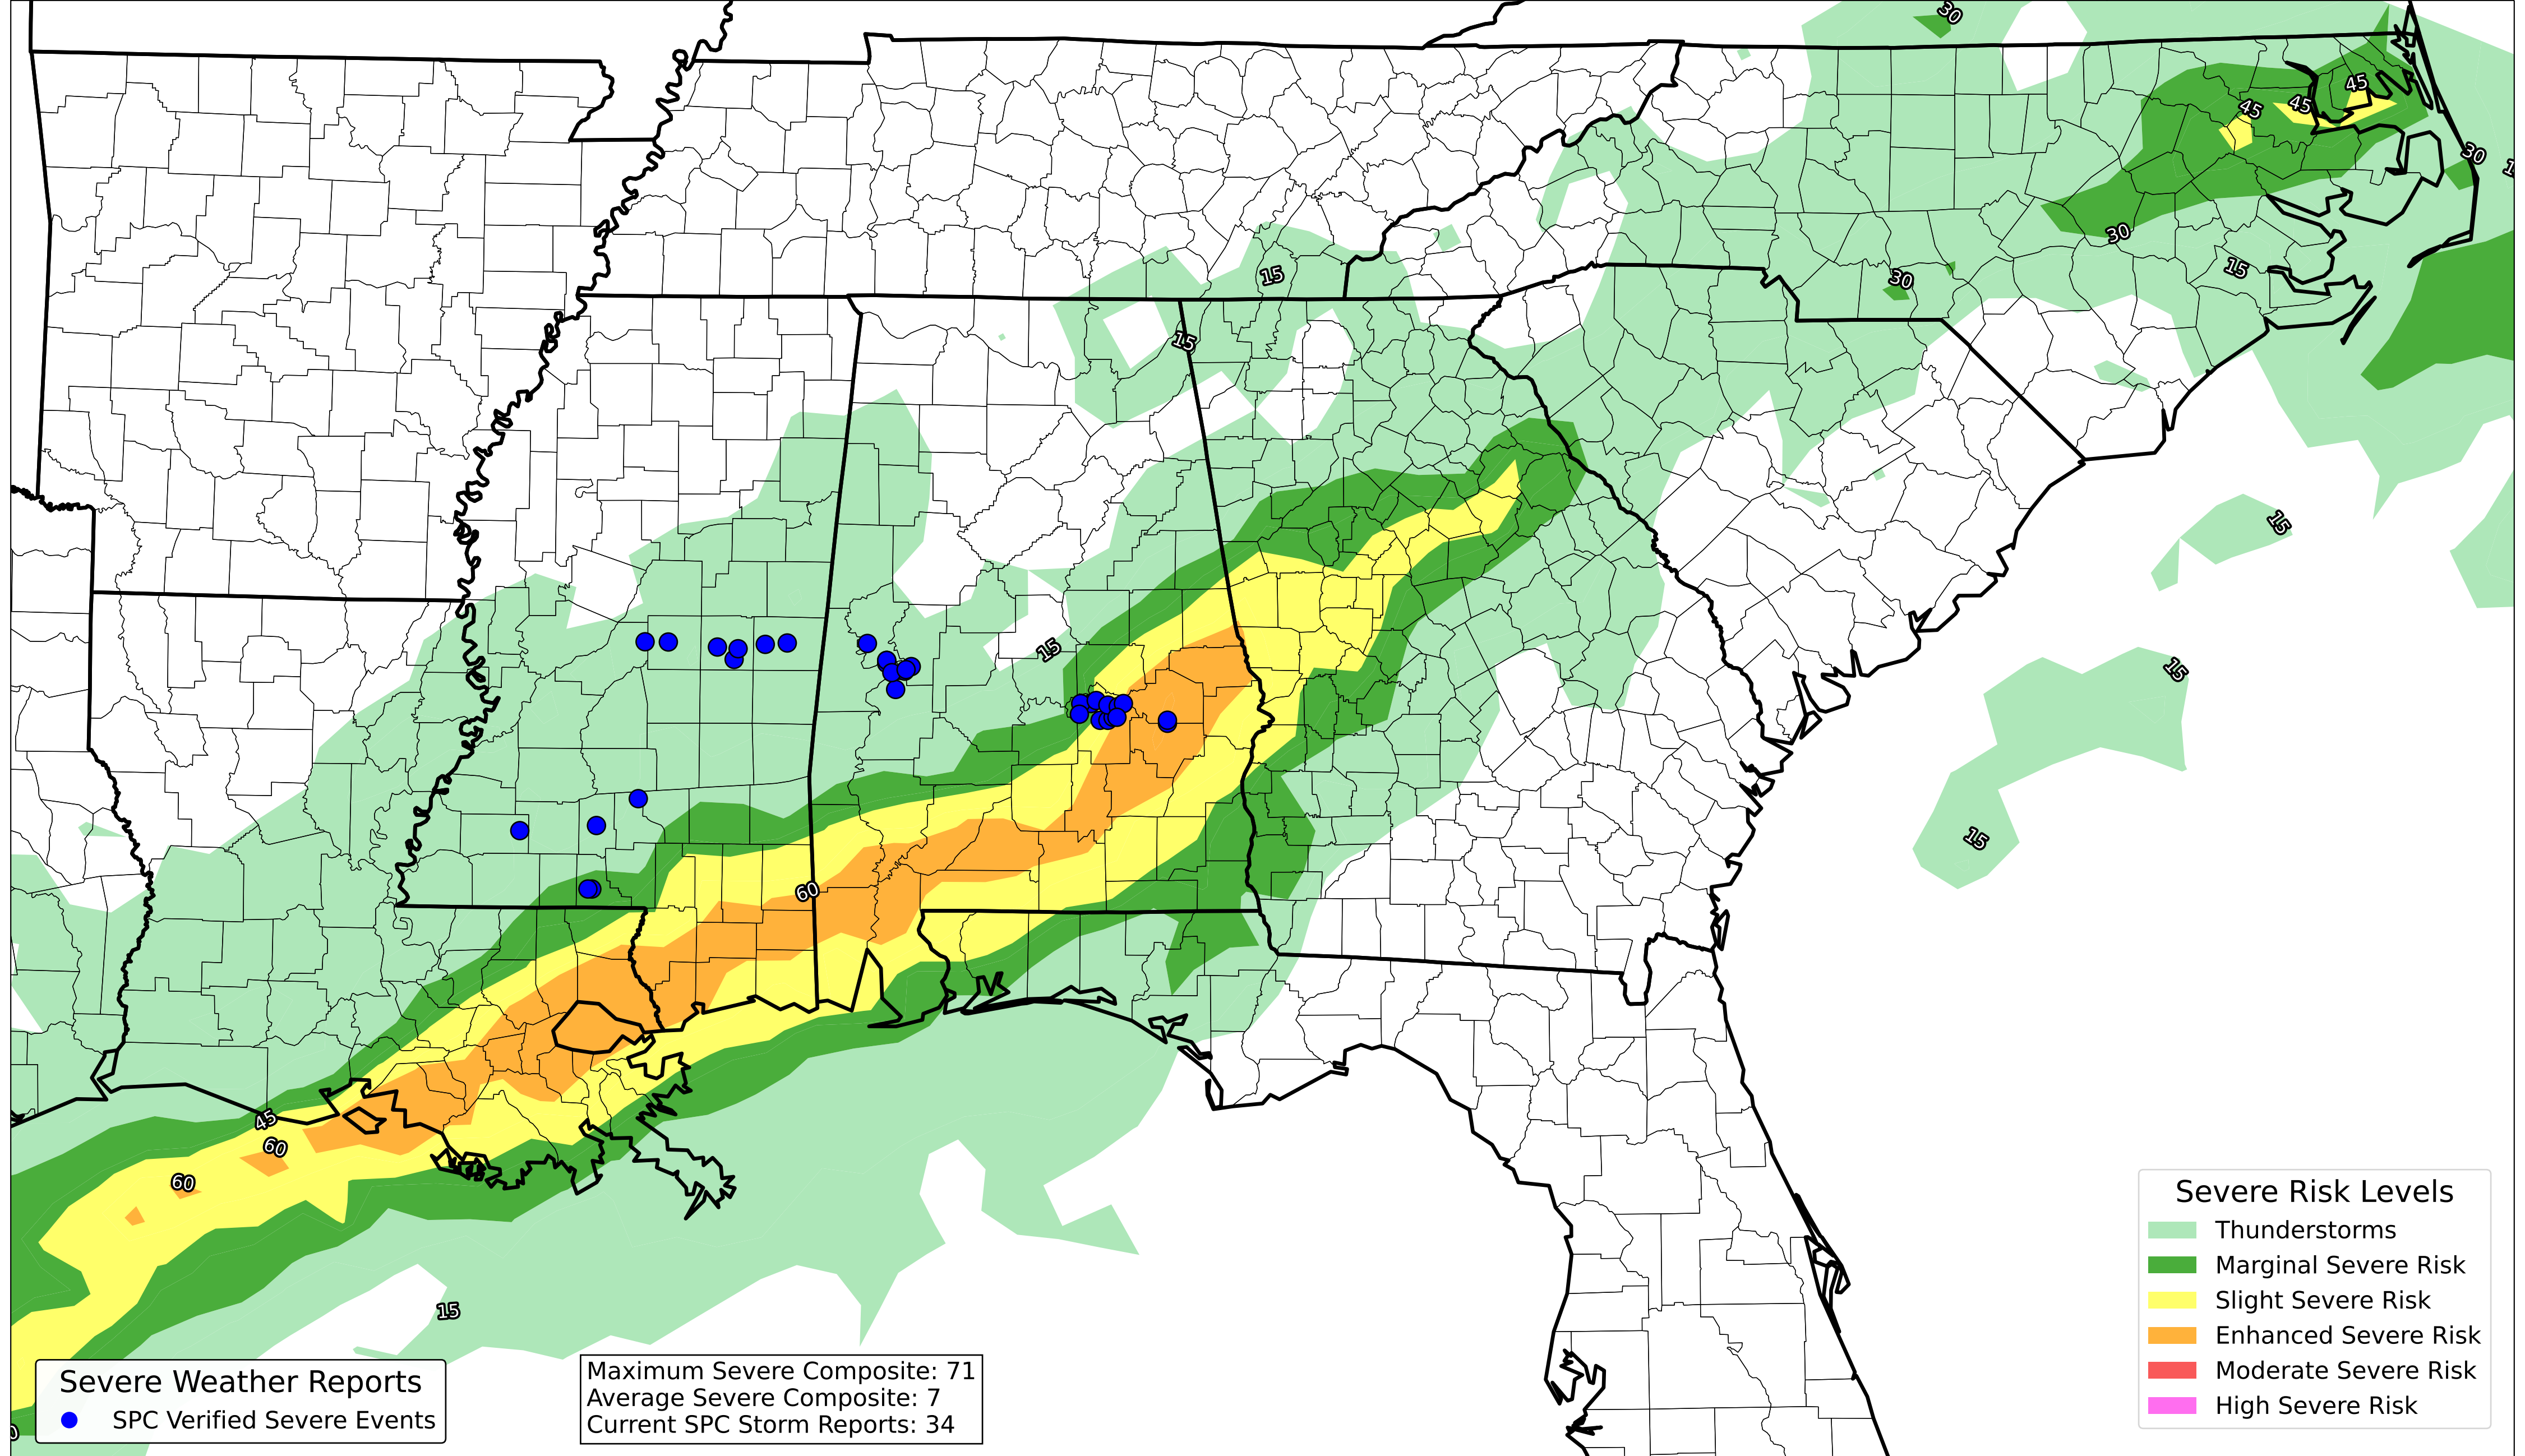 30
45
45
45
30
1
30
15
30
15
15
15
15
15
15
60
45
60
60
15
Severe Weather Reports
SPC Verified Severe Events
Maximum Severe Composite: 71
Average Severe Composite: 7
Current SPC Storm Reports: 34
Severe Risk Levels
Thunderstorms
Marginal Severe Risk
Slight Severe Risk
Enhanced Severe Risk
Moderate Severe Risk
High Severe Risk